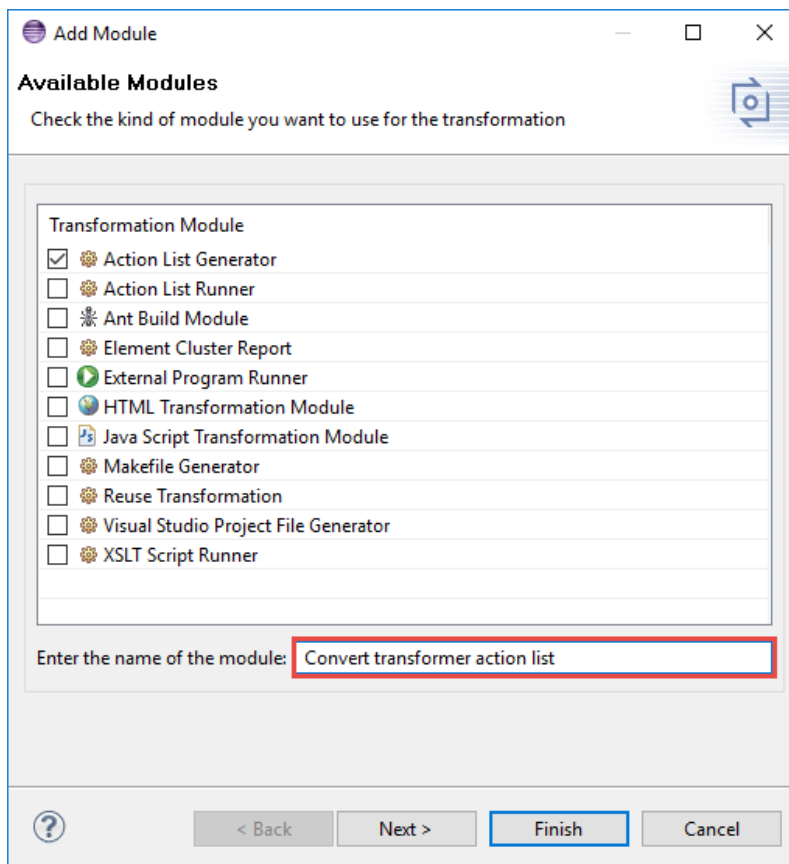 Add Module
Available Modules
Check the kind of module you want to use for the transformation
Transformation Module
Action List Generator
Action List Runner
Ant Build Module
Element Cluster Report
External Program Runner
HTML Transformation Module
Java Script Transformation Module
Makefile Generator
Reuse Transformation
Visual Studio Project File Generator
XSLT Script Runner
Enter the name of the module: Convert transformer action list
? < Back Next > Finish Cancel